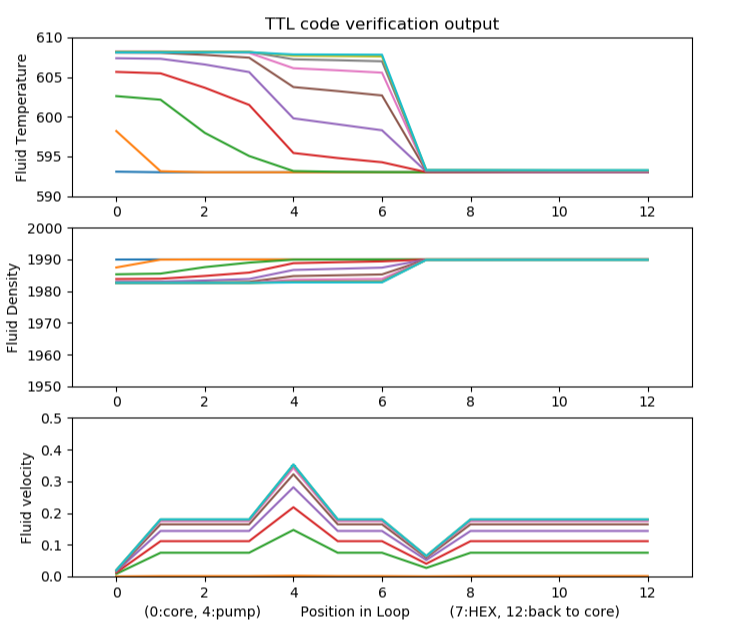 TTL code verification output
610
605
600
595
590
Fluid Temperature
0 2 4 6 8 10 12
2000
1990
1980
1970
1960
1950
Fluid Density
0 2 4 6 8 10 12
0.5
0.4
0.3
0.2
0.1
0.0
Fluid velocity
0 2 4 6 8 10 12
(0:core, 4:pump) Position in Loop (7:HEX, 12:back to core)